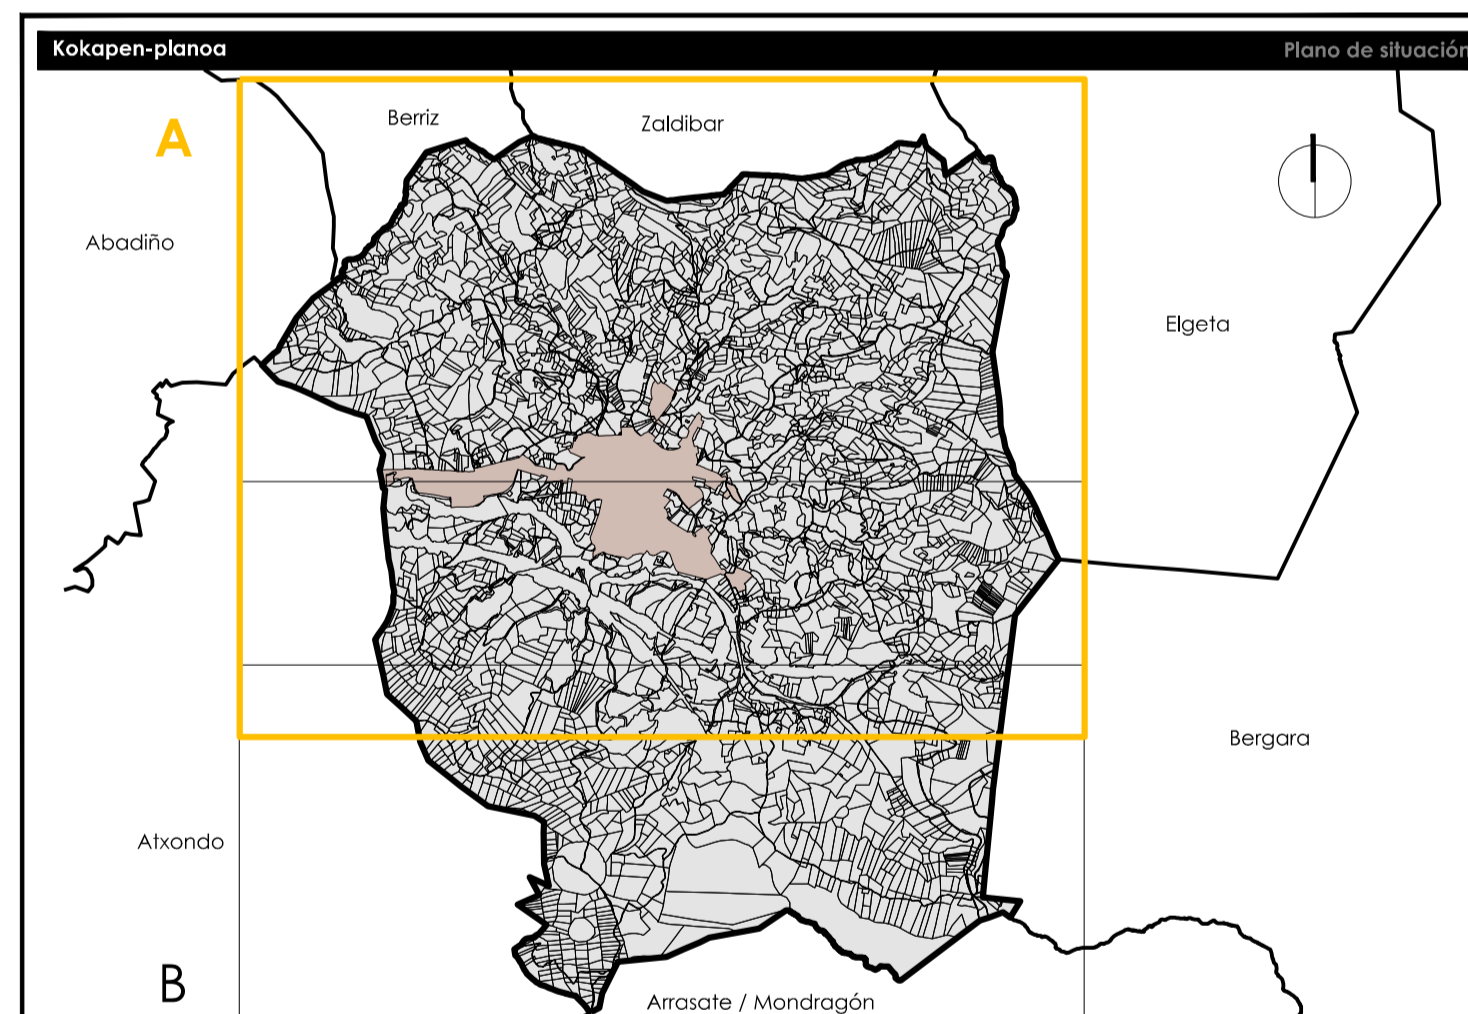 Kokapen-planoa
Plano de situación
A
Berriz
Zaldibar
Abadiño
Elgeta
Bergara
Atxondo
B
Arrasate / Mondragón